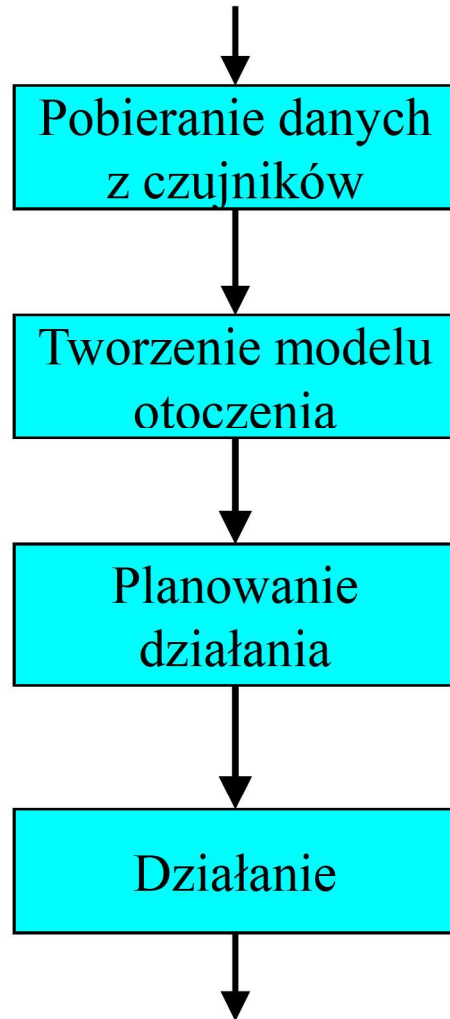 Pobieranie danych
z czujników
Tworzenie modelu
otoczenia
Planowanie
działania
Działanie